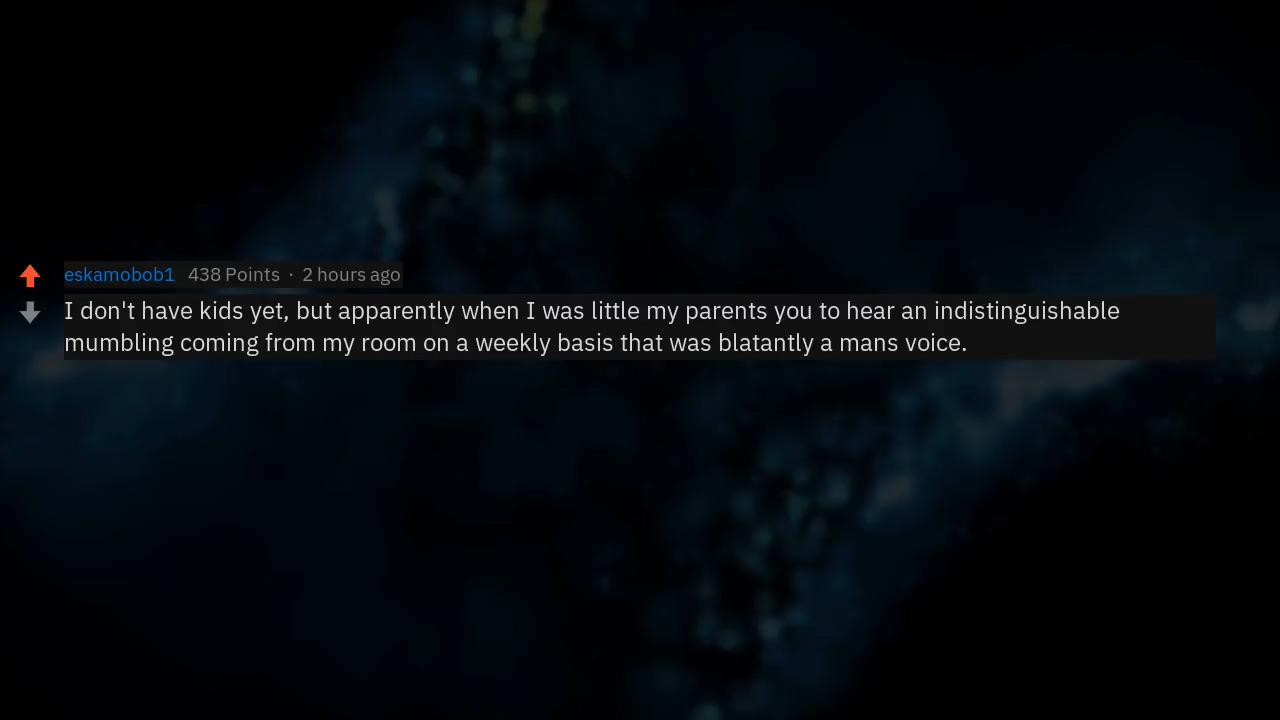 eskamobob1 438 Points · 2 hours ago
I don't have kids yet, but apparently when I was little my parents you to hear an indistinguishable
mumbling coming from my room on a weekly basis that was blatantly a mans voice.